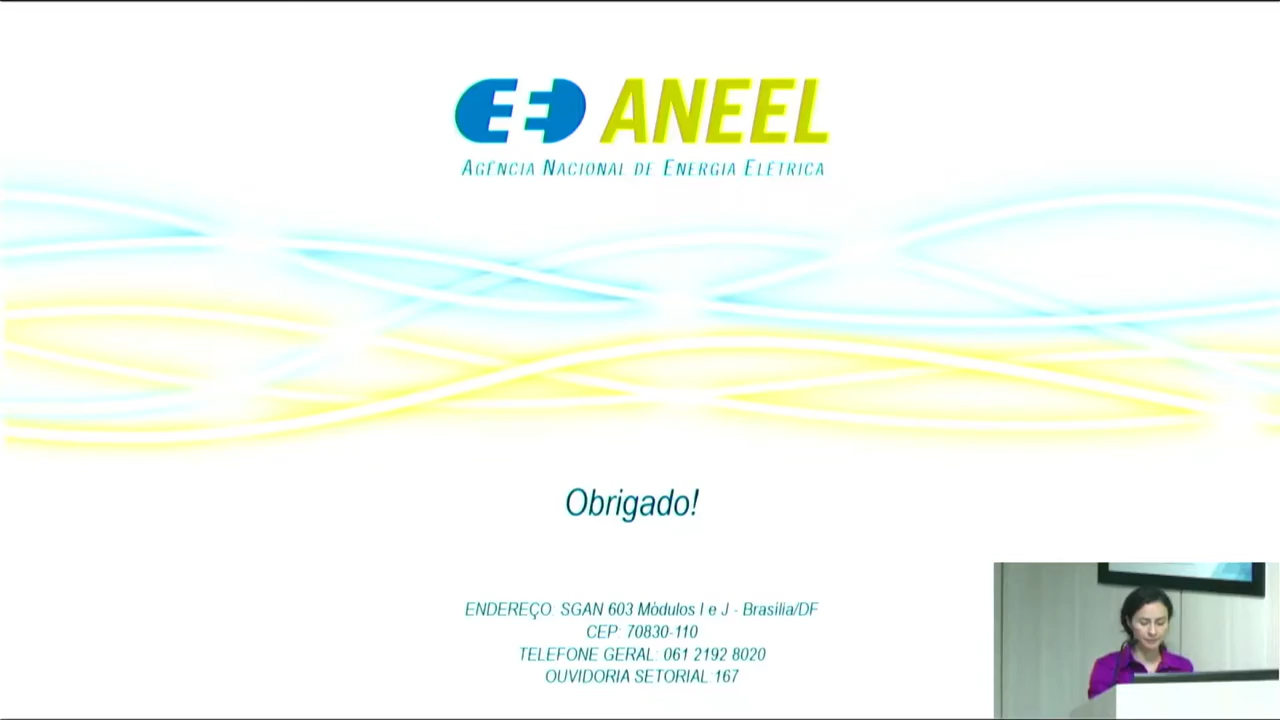 ANEEL
AGÊNCIA NACIONAL DE ENERGIA ELÉTRICA
Obrigado!
ENDEREÇO: SGAN 603 Módulos I e J - Brasília/DF
CEP: 70830-110
TELEFONE GERAL: 061 2192 8020
OUVIDORIA SETORIAL:167